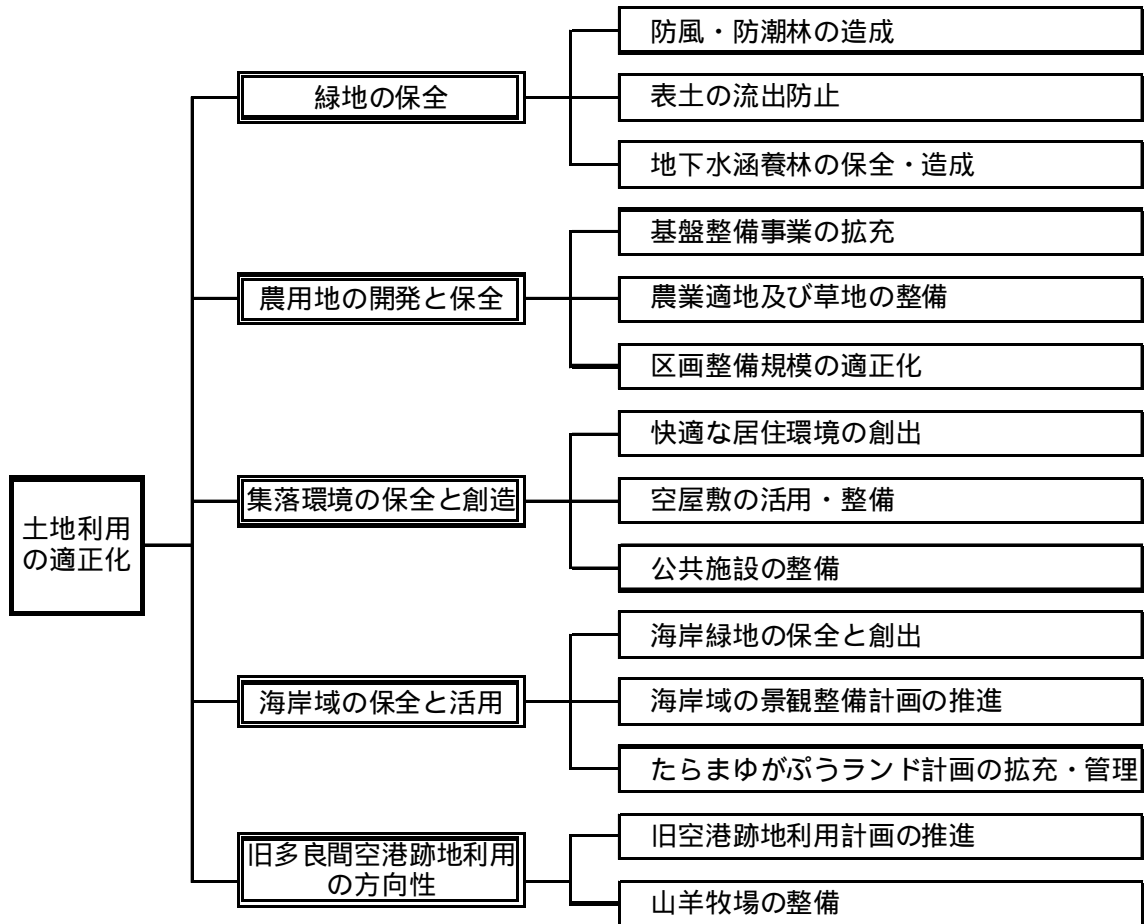 土地利用
の適正化
緑地の保全
防風・防潮林の造成
表土の流出防止
地下水涵養林の保全・造成
農用地の開発と保全
基盤整備事業の拡充
農業適地及び草地の整備
区画整備規模の適正化
集落環境の保全と創造
快適な居住環境の創出
空屋敷の活用・整備
公共施設の整備
海岸域の保全と活用
海岸緑地の保全と創出
海岸域の景観整備計画の推進
たらまゆがぷうランド計画の拡充・管理
旧多良間空港跡地利用
の方向性
旧空港跡地利用計画の推進
山羊牧場の整備